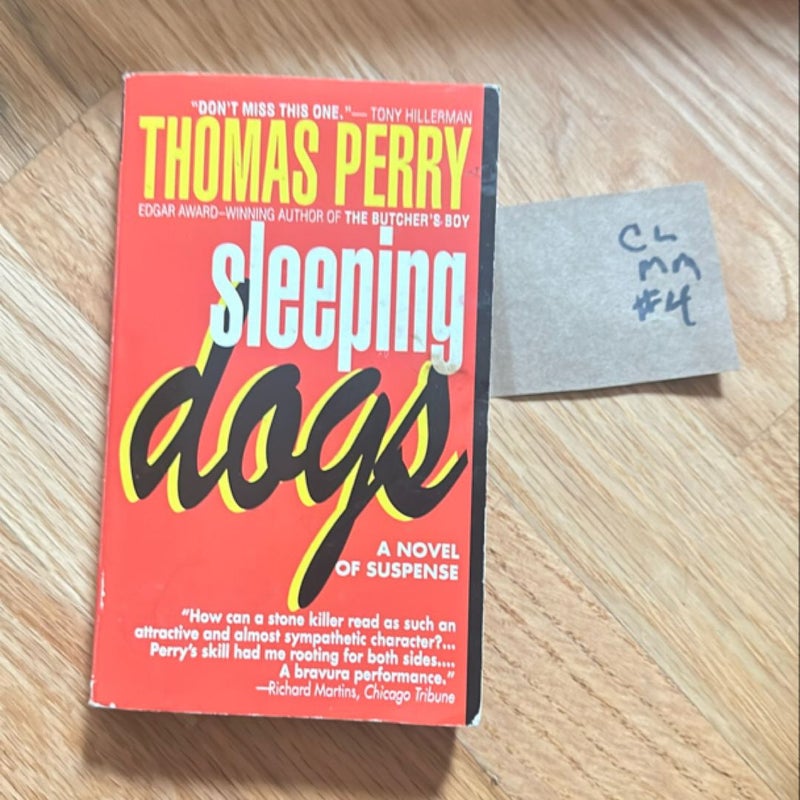 "DON'T MISS THIS ONE."— TONY HILLERMAN
THOMAS PERRY
EDGAR AWARD–WINNING AUTHOR OF THE BUTCHER'S BOY
sleeping
dogs
A NOVEL
OF SUSPENSE
"How can a stone killer read as such an
attractive and almost sympathetic character?...
Perry's skill had me rooting for both sides....
A bravura performance."
—Richard Martins, Chicago Tribune
CL
MM
#4